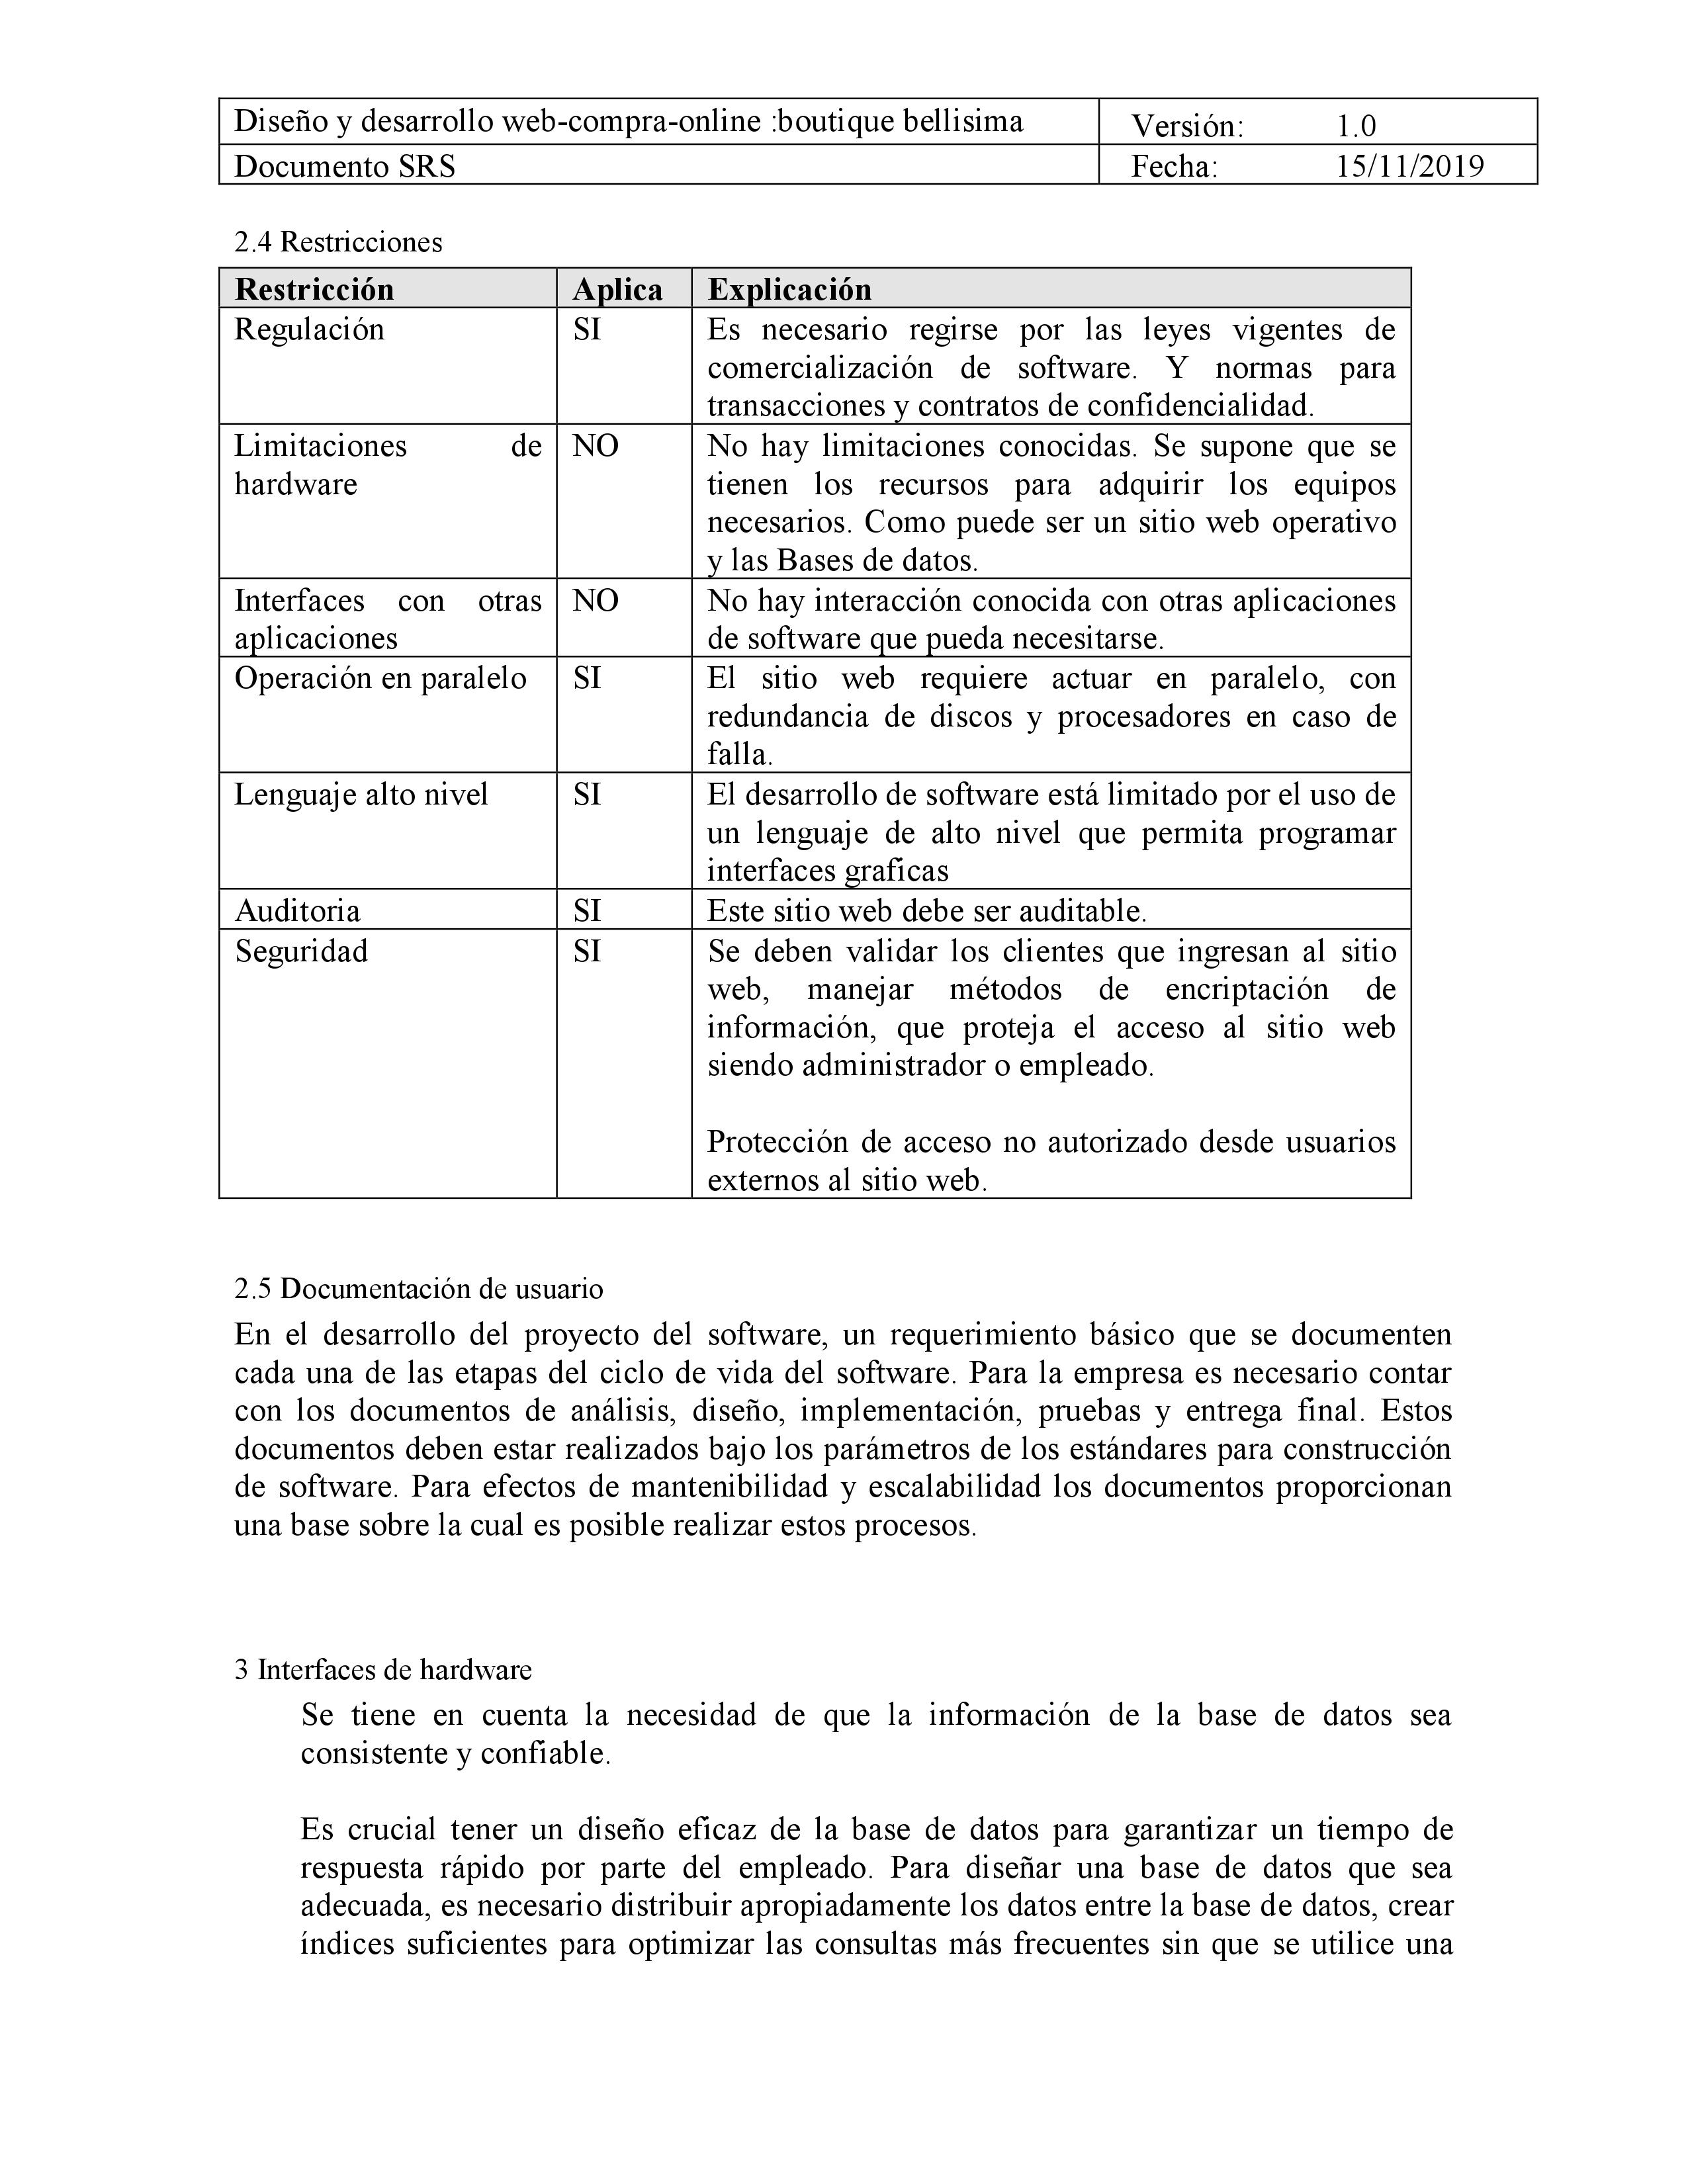 Diseño y desarrollo web-compra-online :boutique bellisima
Versión: 1.0
Documento SRS
Fecha: 15/11/2019
2.4 Restricciones
Restricción Aplica Explicación
Regulación SI Es necesario regirse por las leyes vigentes de
comercialización de software. Y normas para
transacciones y contratos de confidencialidad.
Limitaciones de NO No hay limitaciones conocidas. Se supone que se
hardware tienen los recursos para adquirir los equipos
necesarios. Como puede ser un sitio web operativo
y las Bases de datos.
Interfaces con otras NO No hay interacción conocida con otras aplicaciones
aplicaciones de software que pueda necesitarse.
Operación en paralelo SI El sitio web requiere actuar en paralelo, con
redundancia de discos y procesadores en caso de
falla.
Lenguaje alto nivel SI El desarrollo de software está limitado por el uso de
un lenguaje de alto nivel que permita programar
interfaces graficas
Auditoria SI Este sitio web debe ser auditable.
Seguridad SI Se deben validar los clientes que ingresan al sitio
web, manejar métodos de encriptación de
información, que proteja el acceso al sitio web
siendo administrador o empleado.
Protección de acceso no autorizado desde usuarios
externos al sitio web.
2.5 Documentación de usuario
En el desarrollo del proyecto del software, un requerimiento básico que se documenten
cada una de las etapas del ciclo de vida del software. Para la empresa es necesario contar
con los documentos de análisis, diseño, implementación, pruebas y entrega final. Estos
documentos deben estar realizados bajo los parámetros de los estándares para construcción
de software. Para efectos de mantenibilidad y escalabilidad los documentos proporcionan
una base sobre la cual es posible realizar estos procesos.
3 Interfaces de hardware
Se tiene en cuenta la necesidad de que la información de la base de datos sea
consistente y confiable.
Es crucial tener un diseño eficaz de la base de datos para garantizar un tiempo de
respuesta rápido por parte del empleado. Para diseñar una base de datos que sea
adecuada, es necesario distribuir apropiadamente los datos entre la base de datos, crear
índices suficientes para optimizar las consultas más frecuentes sin que se utilice una